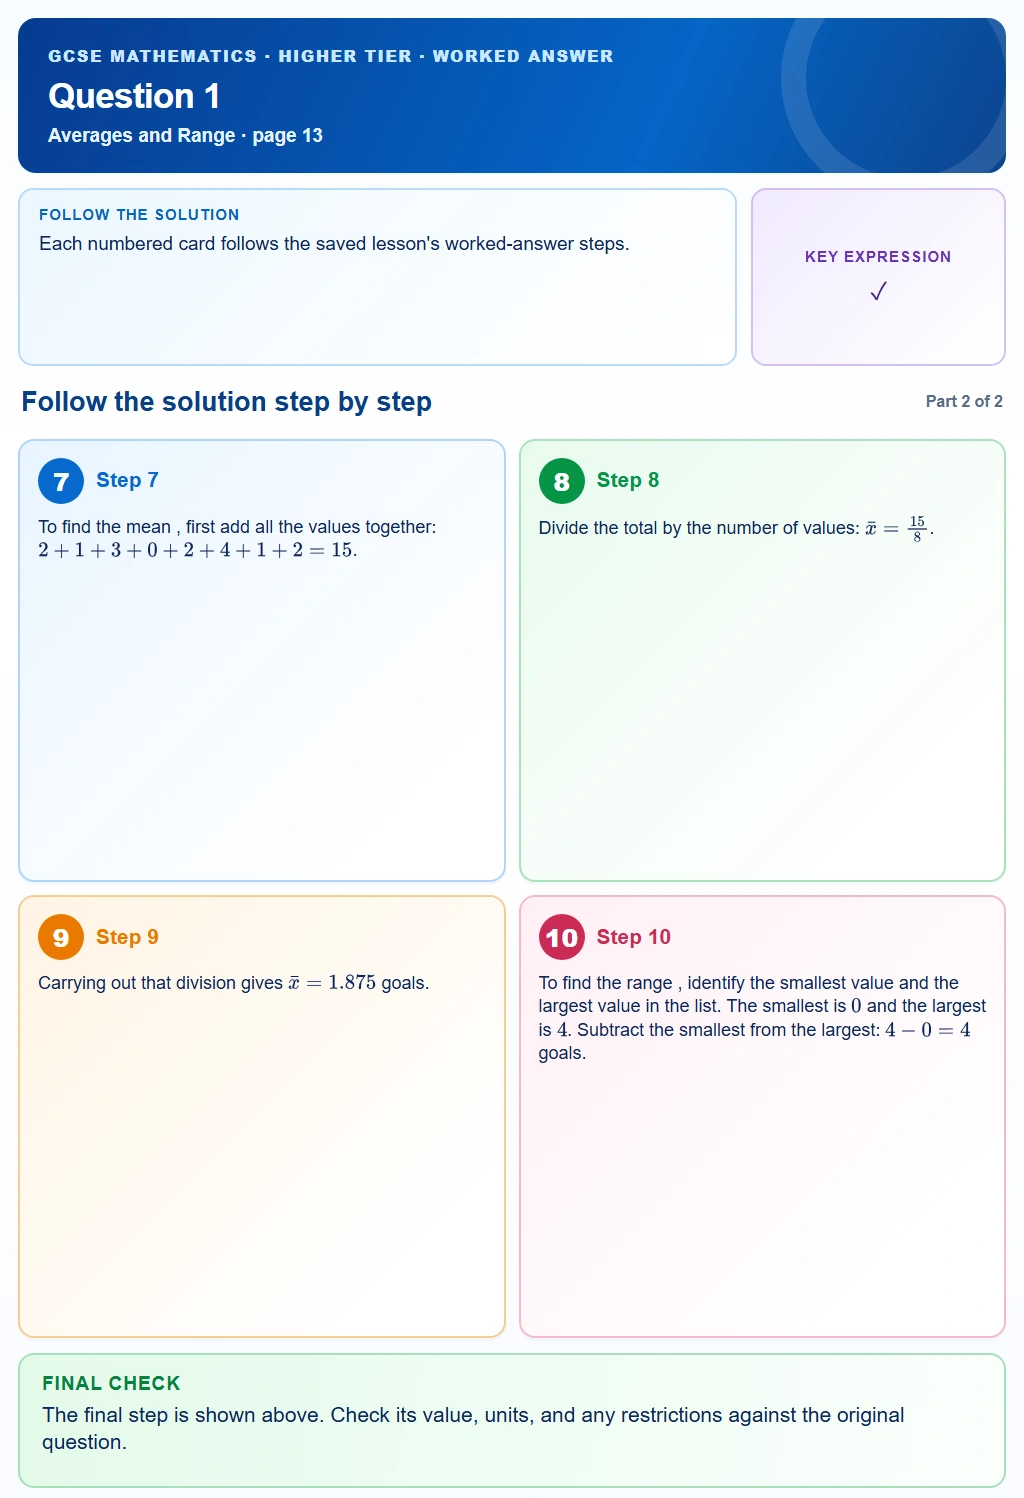 GCSE MATHEMATICS · HIGHER TIER · WORKED ANSWER
Question 1
Averages and Range · page 13
FOLLOW THE SOLUTION
Each numbered card follows the saved lesson's worked-answer steps.
KEY EXPRESSION
✓
Follow the solution step by step
Part 2 of 2
7 Step 7
To find the mean , first add all the values together:
2 + 1 + 3 + 0 + 2 + 4 + 1 + 2 = 15.
8 Step 8
Divide the total by the number of values: x̄ = 15/8.
9 Step 9
Carrying out that division gives x̄ = 1.875 goals.
10 Step 10
To find the range , identify the smallest value and the
largest value in the list. The smallest is 0 and the largest
is 4. Subtract the smallest from the largest: 4 − 0 = 4
goals.
FINAL CHECK
The final step is shown above. Check its value, units, and any restrictions against the original
question.